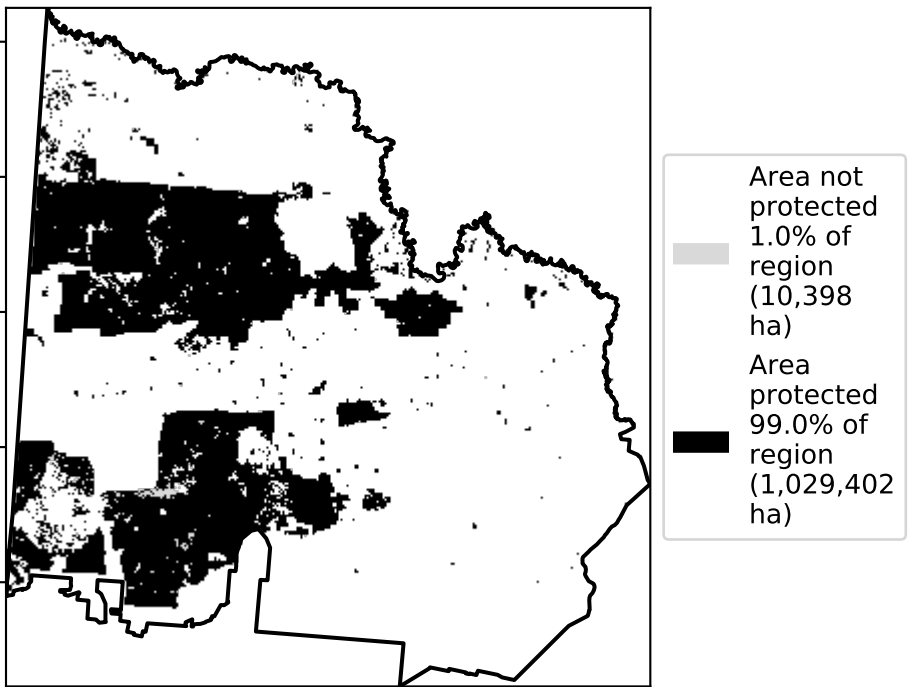 Area not
protected
1.0% of
region
(10,398
ha)
Area
protected
99.0% of
region
(1,029,402
ha)